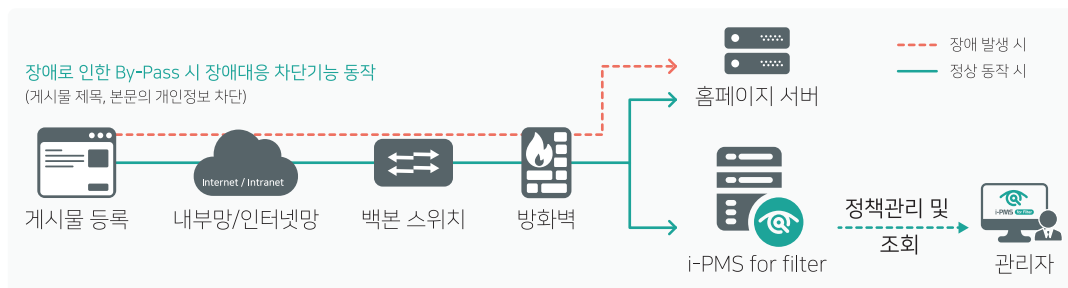 장애로 인한 By-Pass 시 장애대응 차단기능 동작
(게시물 제목, 본문의 개인정보 차단)
장애 발생 시
정상 동작 시
홈페이지 서버
Internet / Intranet
게시물 등록
내부망/인터넷망
백본 스위치
방화벽
i-PMS for filter
정책관리 및
조회
i-PMS for Filter
관리자